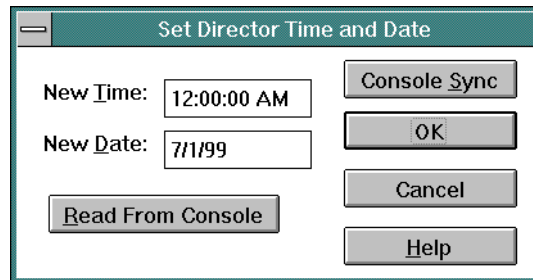 Set Director Time and Date
New Time: 12:00:00 AM
New Date: 7/1/99
Read From Console
Console Sync
OK
Cancel
Help